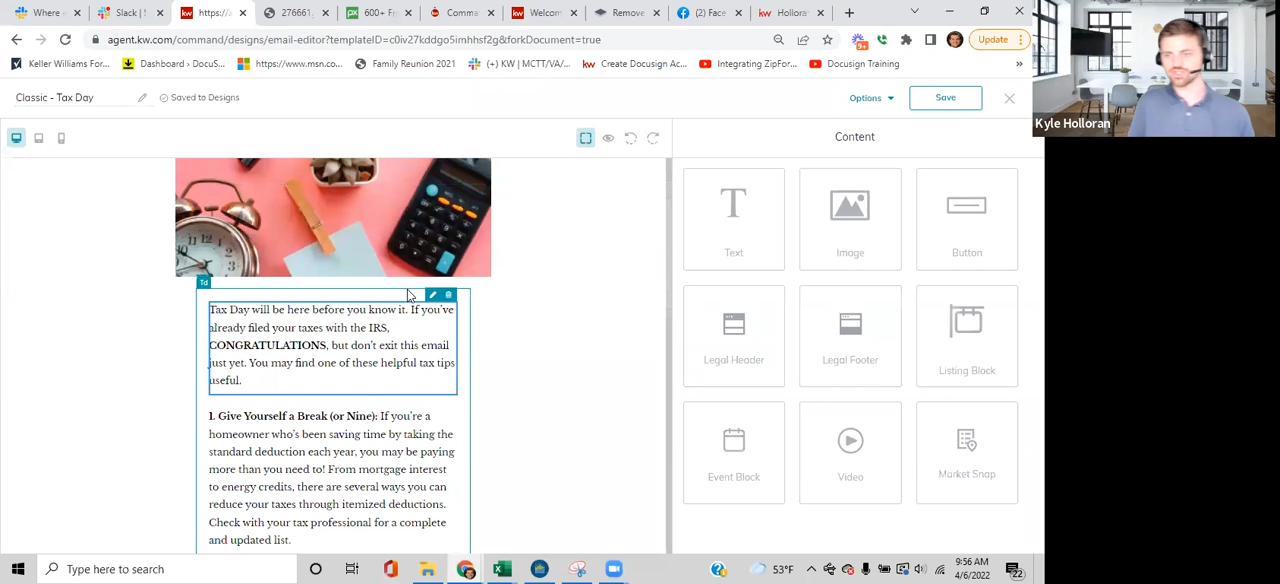 Where
Slack | S
https://a
276661
600+ Fr
Comma
Welcom
Remove
(2) Face
Hollora
agent.kw.com/command/designs/email-editor?templateID=c0iv27kddgo5imhtsl2g&forkDocument=true
Update
Keller Williams For...
Dashboard › DocuS...
https://www.msn.co...
Family Reunion 2021
(+) KW | MCTT/VA/...
Create Docusign Ac...
Integrating ZipFor...
Docusign Training
»
9+
Kyle Holloran
Classic - Tax Day
Saved to Designs
Options
Save
Content
Text
Image
Button
Legal Header
Legal Footer
Listing Block
Event Block
Video
Market Snap
Td
Tax Day will be here before you know it. If you've
already filed your taxes with the IRS,
CONGRATULATIONS, but don't exit this email
just yet. You may find one of these helpful tax tips
useful.
1. Give Yourself a Break (or Nine): If you're a
homeowner who's been saving time by taking the
standard deduction each year, you may be paying
more than you need to! From mortgage interest
to energy credits, there are several ways you can
reduce your taxes through itemized deductions.
Check with your tax professional for a complete
and updated list.
Type here to search
53°F
9:56 AM
4/6/2022
22